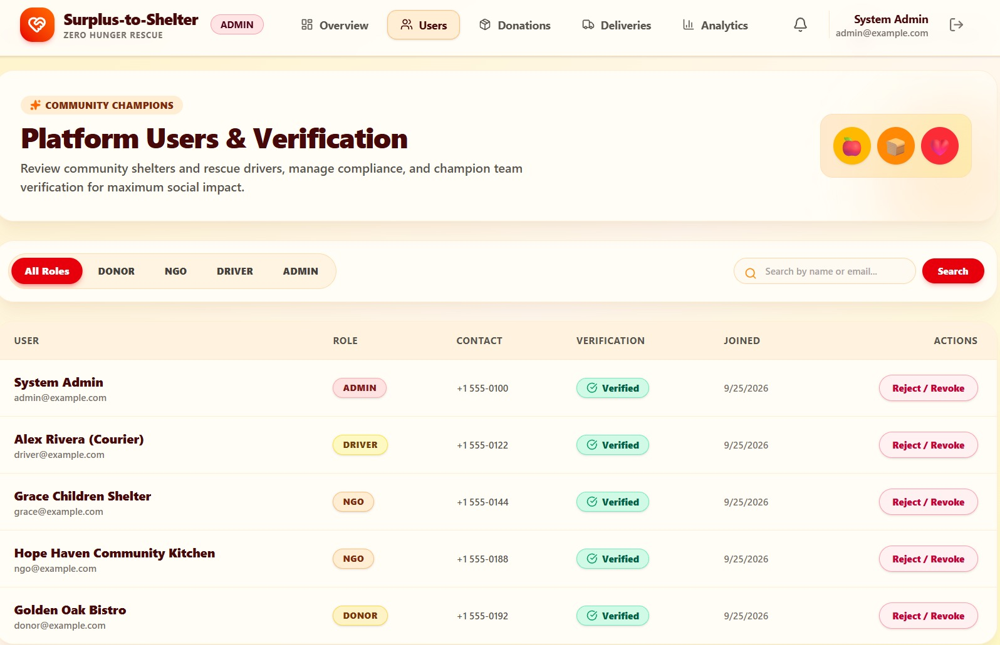 Surplus-to-Shelter
ZERO HUNGER RESCUE
ADMIN
Overview
Users
Donations
Deliveries
Analytics
System Admin
admin@example.com
COMMUNITY CHAMPIONS
Platform Users & Verification
Review community shelters and rescue drivers, manage compliance, and champion team
verification for maximum social impact.
All Roles
DONOR
NGO
DRIVER
ADMIN
Search by name or email...
Search
USER ROLE CONTACT VERIFICATION JOINED ACTIONS
System Admin
admin@example.com
ADMIN
+1 555-0100
Verified
9/25/2026
Reject / Revoke
Alex Rivera (Courier)
driver@example.com
DRIVER
+1 555-0122
Verified
9/25/2026
Reject / Revoke
Grace Children Shelter
grace@example.com
NGO
+1 555-0144
Verified
9/25/2026
Reject / Revoke
Hope Haven Community Kitchen
ngo@example.com
NGO
+1 555-0188
Verified
9/25/2026
Reject / Revoke
Golden Oak Bistro
donor@example.com
DONOR
+1 555-0192
Verified
9/25/2026
Reject / Revoke